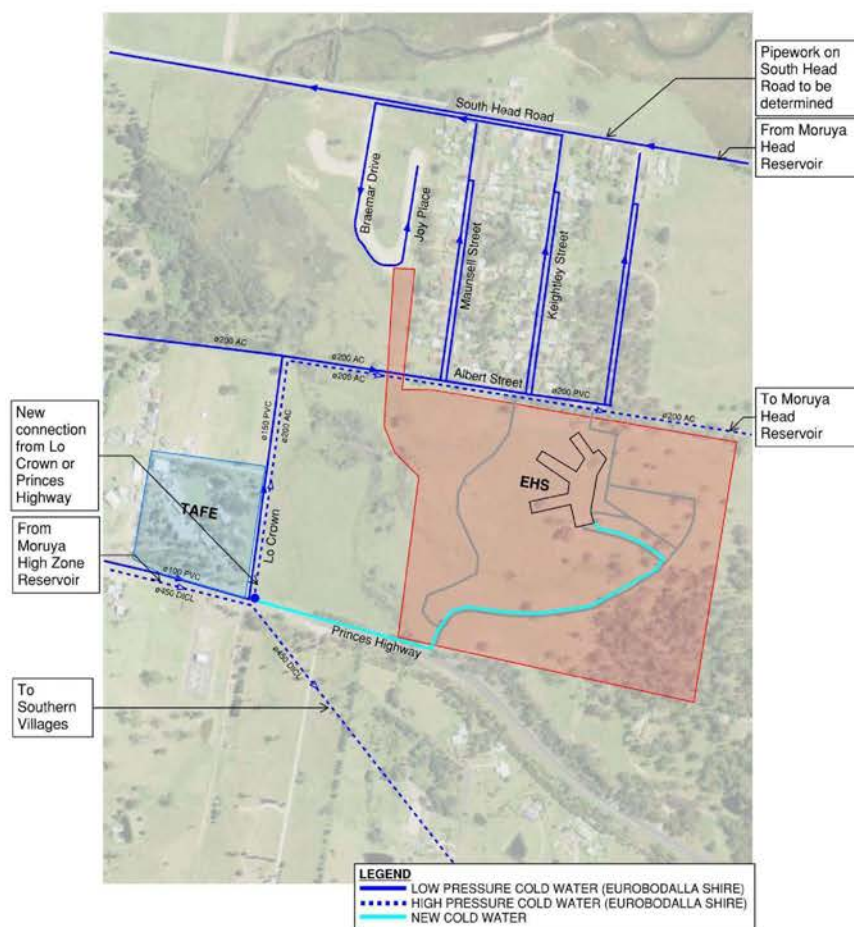 Pipework on
South Head
Road to be
determined
South Head Road
From Moruya
Head
Reservoir
Braemar Drive
Joy Place
Maunsell Street
Keightley Street
ø200 AC
ø200 AC
ø200 AC
Albert Street
ø200 PVC
ø200 AC
To Moruya
Head
Reservoir
New
connection
from Lo
Crown or
Princes
Highway
ø150 PVC
ø200 AC
TAFE
EHS
Lo Crown
From
Moruya
High Zone
Reservoir
ø100 PVC
ø450 DICL
Princes Highway
ø450 DICL
To
Southern
Villages
LEGEND
LOW PRESSURE COLD WATER (EUROBODALLA SHIRE)
HIGH PRESSURE COLD WATER (EUROBODALLA SHIRE)
NEW COLD WATER